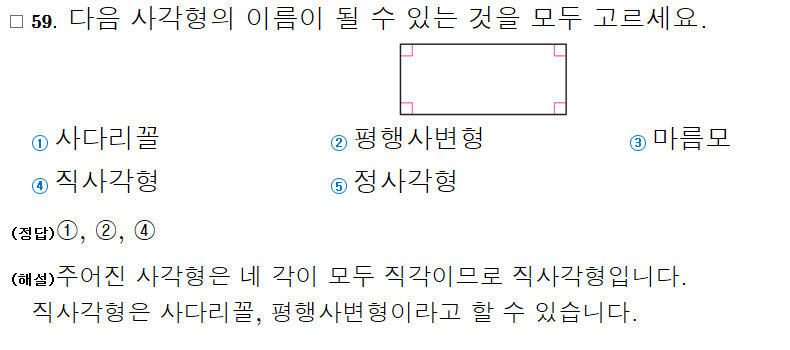 □ 59. 다음 사각형의 이름이 될 수 있는 것을 모두 고르세요.
① 사다리꼴 ② 평행사변형 ③ 마름모
④ 직사각형 ⑤ 정사각형
(정답)①, ②, ④
(해설)주어진 사각형은 네 각이 모두 직각이므로 직사각형입니다.
직사각형은 사다리꼴, 평행사변형이라고 할 수 있습니다.